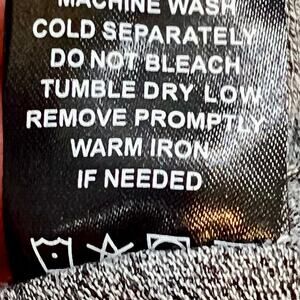 MACHINE WASH
COLD SEPARATELY
DO NOT BLEACH
TUMBLE DRY LOW
REMOVE PROMPTLY
WARM IRON
IF NEEDED